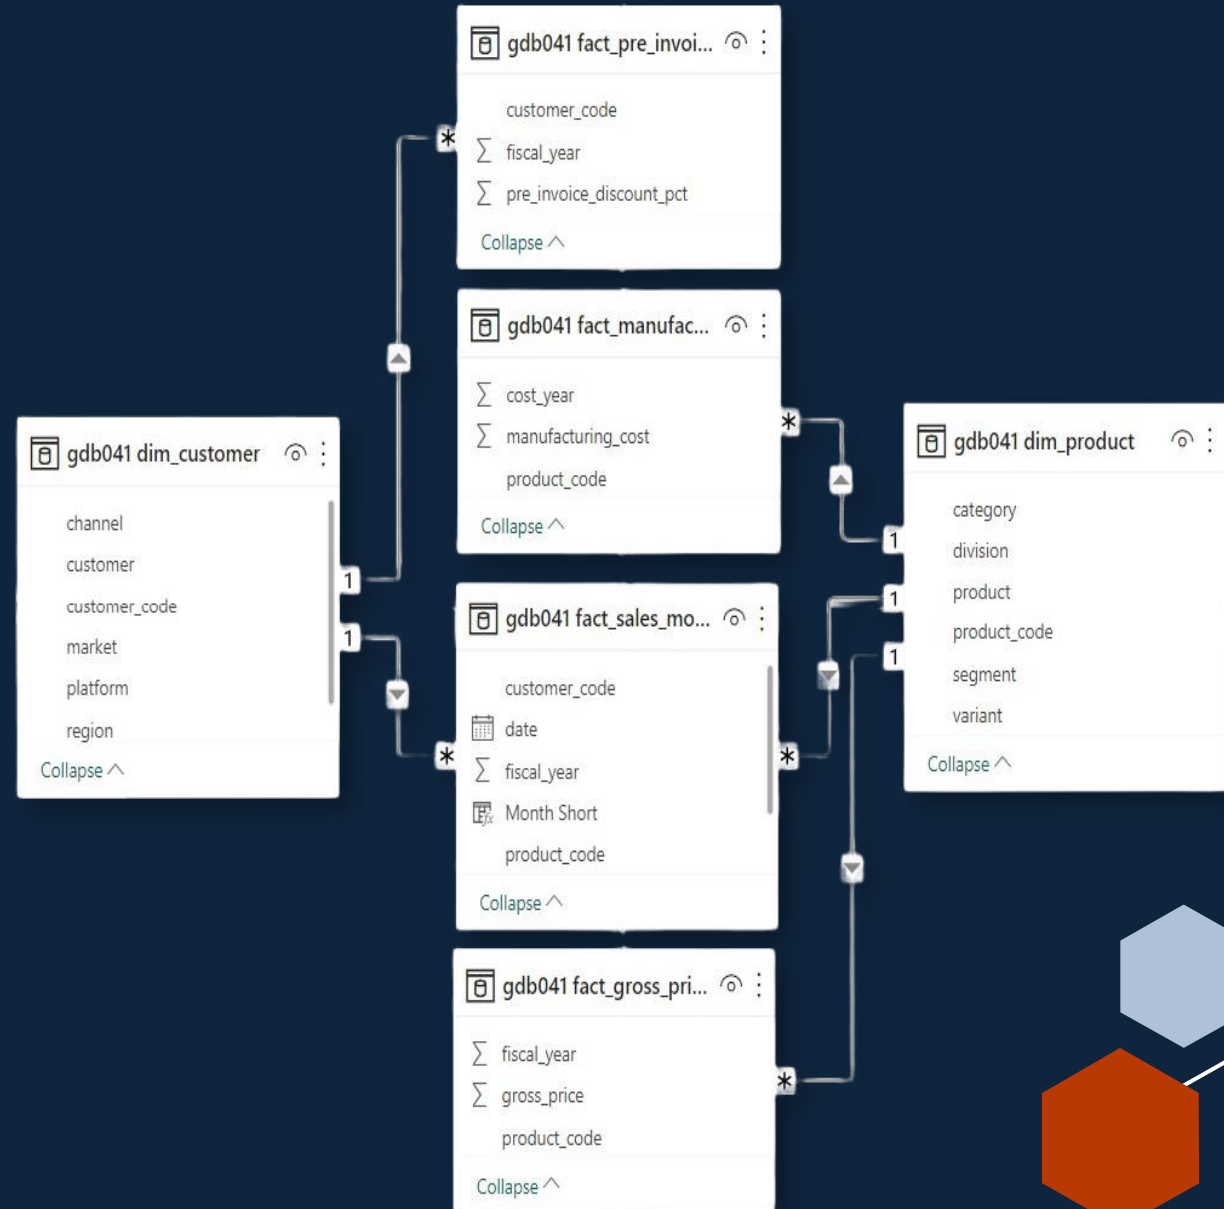 gdb041 fact_pre_invoi...
customer_code
fiscal_year
pre_invoice_discount_pct
Collapse
*
gdb041 fact_manufac...
cost_year
manufacturing_cost
product_code
Collapse
*
gdb041 dim_customer
channel
customer
customer_code
market
platform
region
Collapse
1
1
gdb041 fact_sales_mo...
customer_code
date
fiscal_year
Month Short
product_code
Collapse
*
*
gdb041 dim_product
category
division
product
product_code
segment
variant
Collapse
1
1
1
gdb041 fact_gross_pri...
fiscal_year
gross_price
product_code
Collapse
*